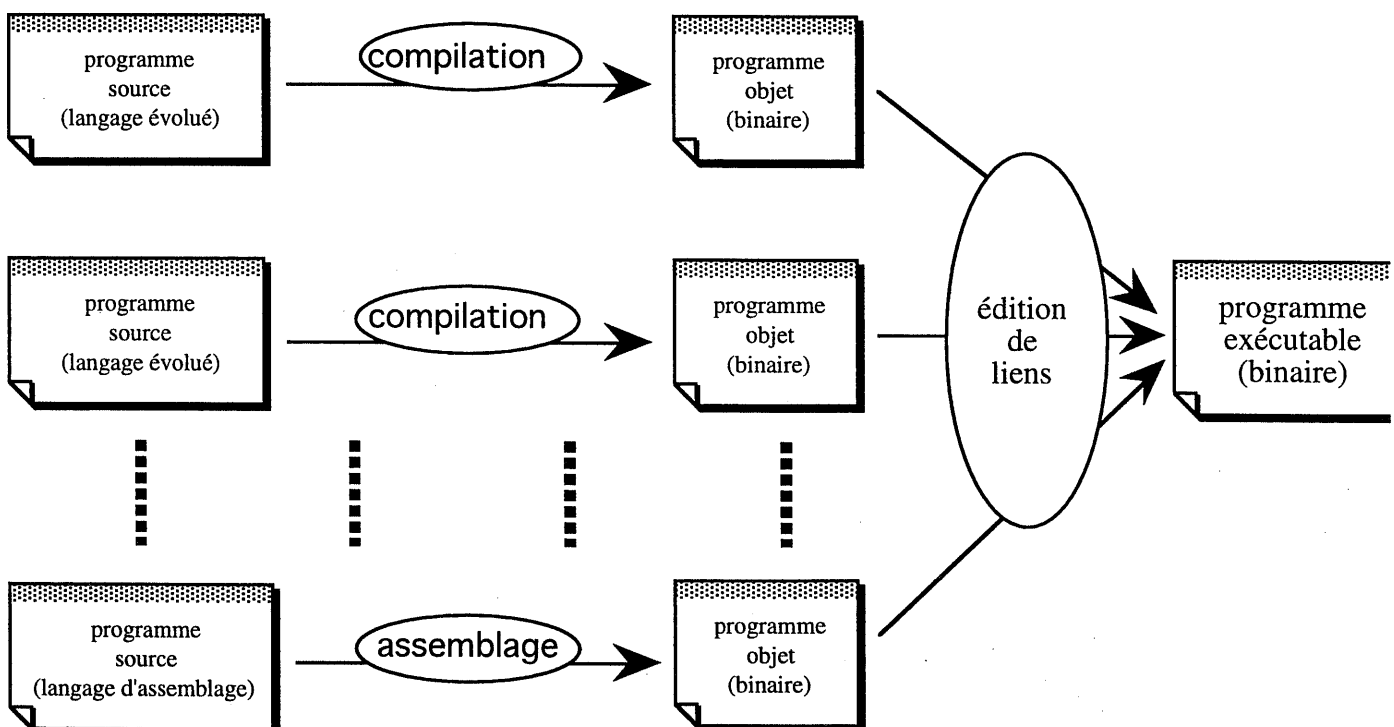 programme
source
(langage évolué)
compilation
programme
objet
(binaire)
programme
source
(langage évolué)
compilation
programme
objet
(binaire)
édition
de
liens
programme
exécutable
(binaire)
programme
source
(langage d'assemblage)
assemblage
programme
objet
(binaire)